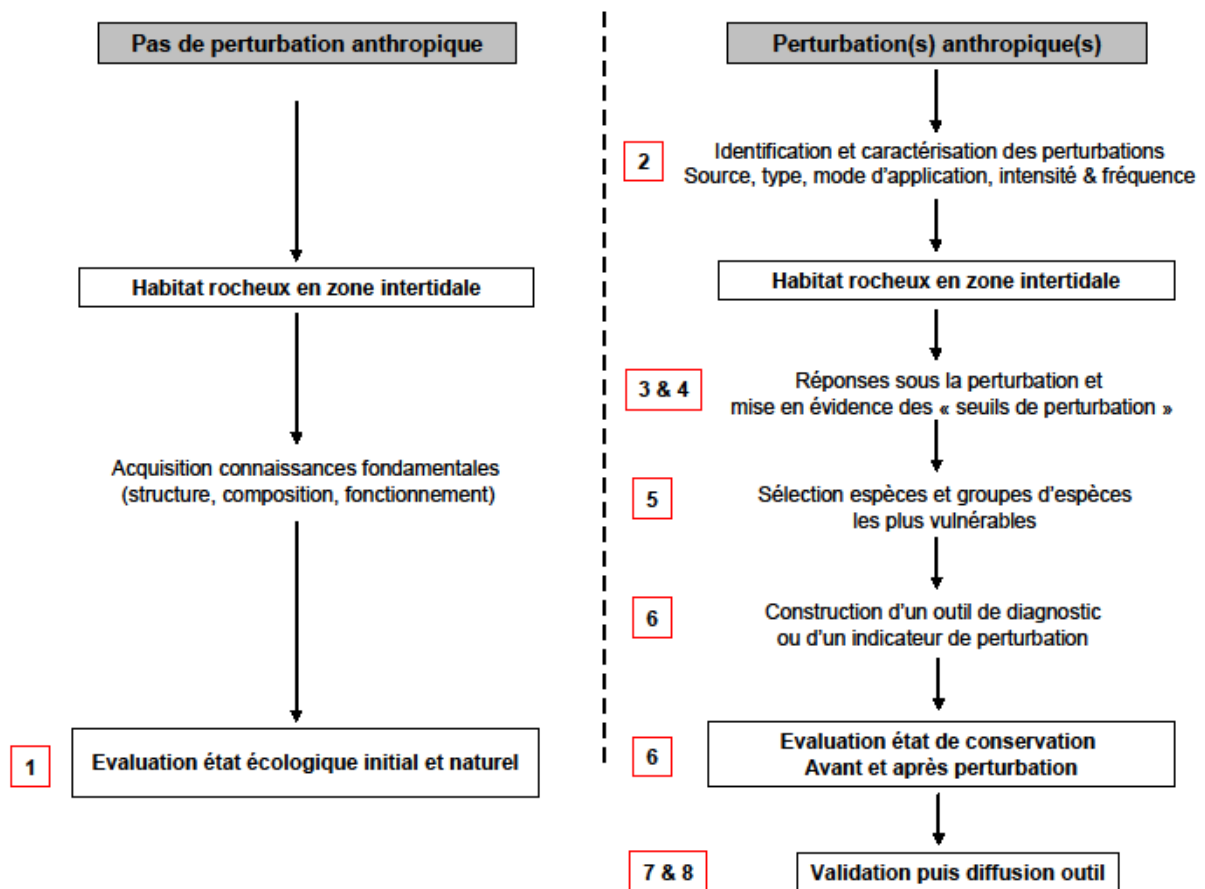 Pas de perturbation anthropique
Habitat rocheux en zone intertidale
Acquisition connaissances fondamentales
(structure, composition, fonctionnement)
1
Evaluation état écologique initial et naturel
Perturbation(s) anthropique(s)
2
Identification et caractérisation des perturbations
Source, type, mode d'application, intensité & fréquence
Habitat rocheux en zone intertidale
3 & 4
Réponses sous la perturbation et
mise en évidence des « seuils de perturbation »
5
Sélection espèces et groupes d'espèces
les plus vulnérables
6
Construction d'un outil de diagnostic
ou d'un indicateur de perturbation
6
Evaluation état de conservation
Avant et après perturbation
7 & 8
Validation puis diffusion outil